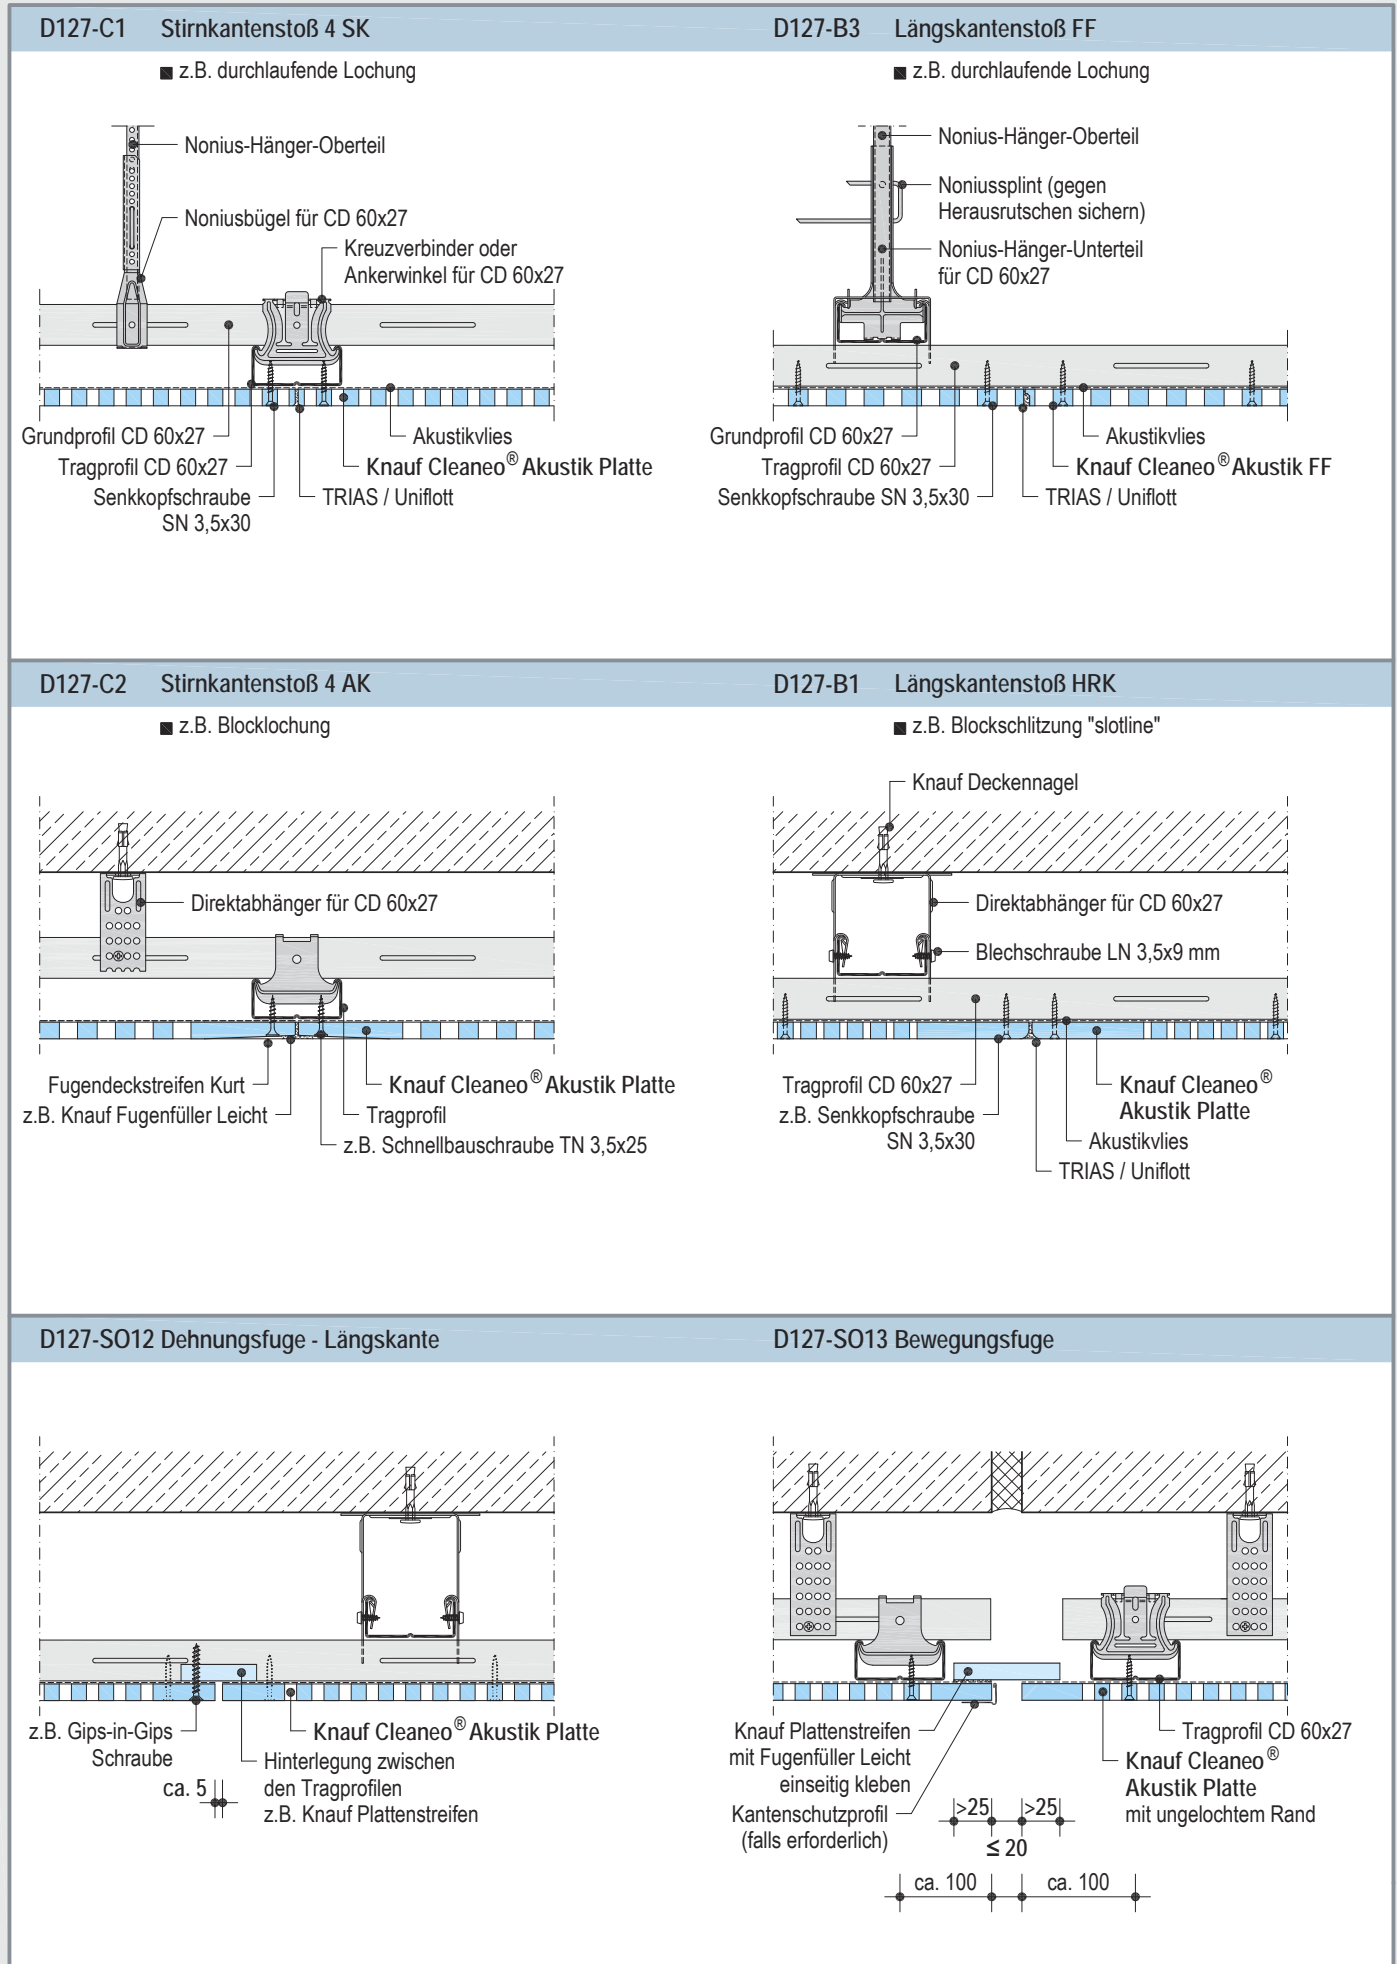 D127-C1 Stirnkantenstoß 4 SK
■ z.B. durchlaufende Lochung
Nonius-Hänger-Oberteil
Noniusbügel für CD 60x27
Kreuzverbinder oder
Ankerwinkel für CD 60x27
Grundprofil CD 60x27
Akustikvlies
Tragprofil CD 60x27
Knauf Cleaneo® Akustik Platte
Senkkopfschraube
SN 3,5x30
TRIAS / Uniflott
D127-B3 Längskantenstoß FF
■ z.B. durchlaufende Lochung
Nonius-Hänger-Oberteil
Noniussplint (gegen
Herausrutschen sichern)
Nonius-Hänger-Unterteil
für CD 60x27
Grundprofil CD 60x27
Akustikvlies
Tragprofil CD 60x27
Knauf Cleaneo® Akustik FF
Senkkopfschraube SN 3,5x30
TRIAS / Uniflott
D127-C2 Stirnkantenstoß 4 AK
■ z.B. Blocklochung
Direktabhänger für CD 60x27
Fugendeckstreifen Kurt
Knauf Cleaneo® Akustik Platte
z.B. Knauf Fugenfüller Leicht
Tragprofil
z.B. Schnellbauschraube TN 3,5x25
D127-B1 Längskantenstoß HRK
■ z.B. Blockschlitzung "slotline"
Knauf Deckennagel
Direktabhänger für CD 60x27
Blechschraube LN 3,5x9 mm
Tragprofil CD 60x27
Knauf Cleaneo®
Akustik Platte
z.B. Senkkopfschraube
SN 3,5x30
Akustikvlies
TRIAS / Uniflott
D127-SO12 Dehnungsfuge - Längskante
z.B. Gips-in-Gips
Schraube
Knauf Cleaneo® Akustik Platte
Hinterlegung zwischen
den Tragprofilen
z.B. Knauf Plattenstreifen
ca. 5
D127-SO13 Bewegungsfuge
Knauf Plattenstreifen
mit Fugenfüller Leicht
einseitig kleben
Kantenschutzprofil
(falls erforderlich)
Tragprofil CD 60x27
Knauf Cleaneo®
Akustik Platte
mit ungelochtem Rand
>25 >25
≤ 20
ca. 100 ca. 100